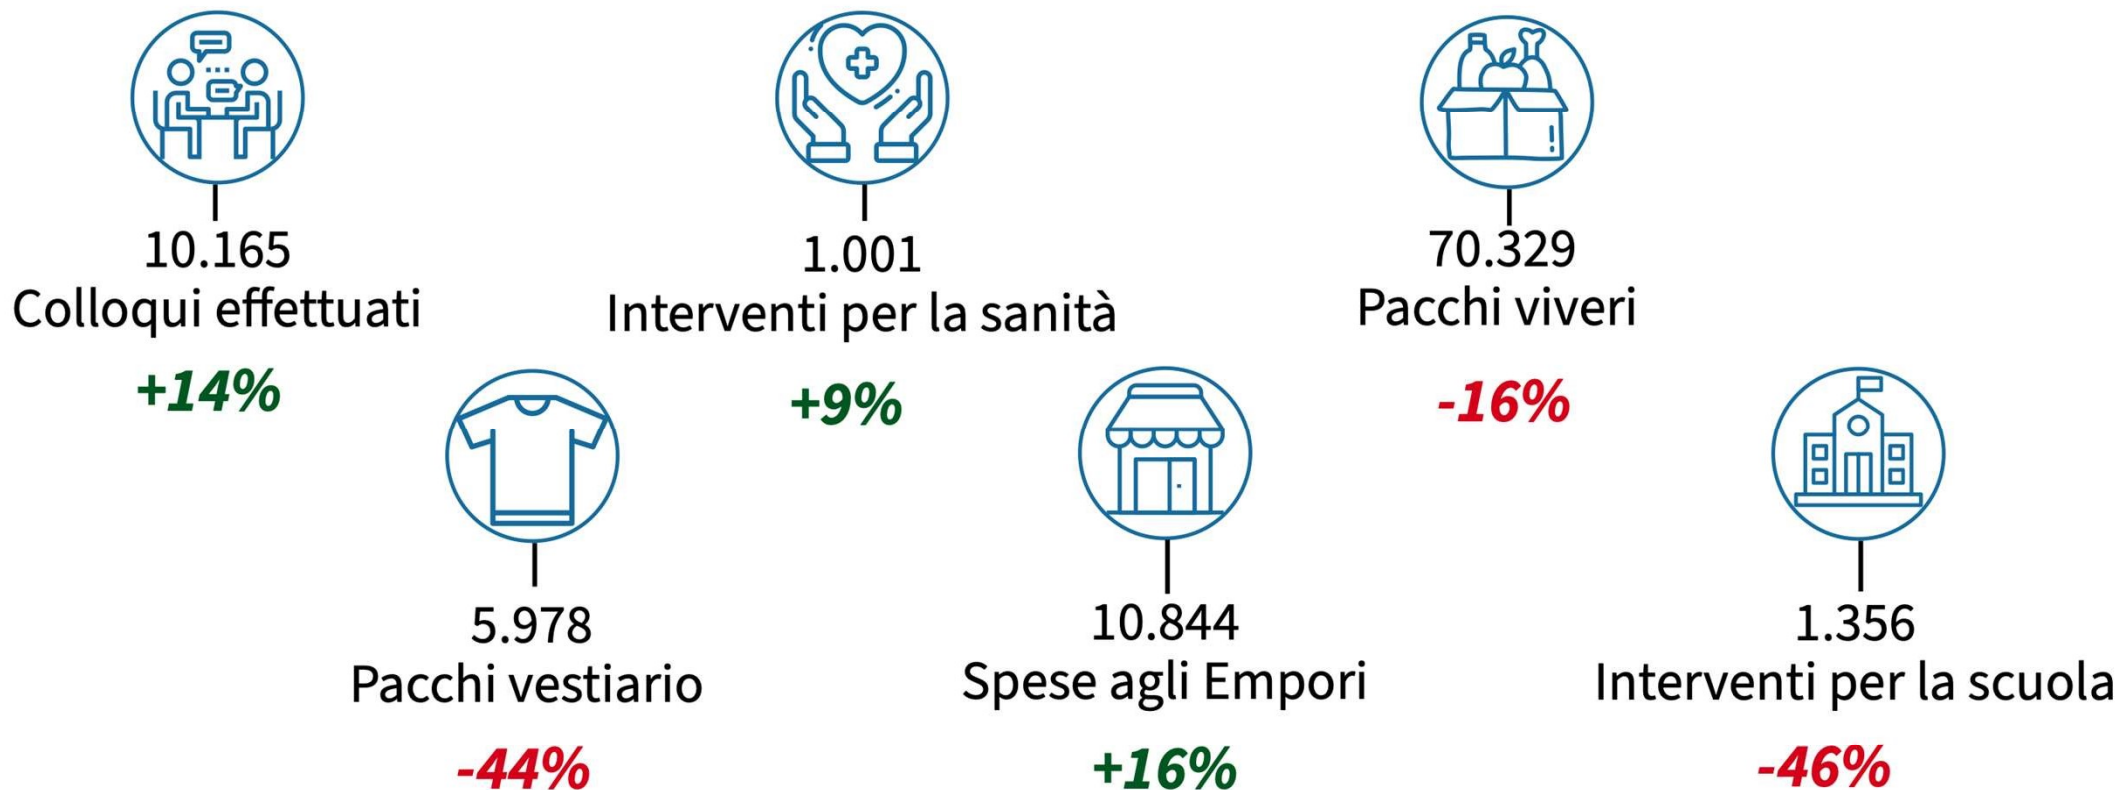 10.165
Colloqui effettuati
+14%
1.001
Interventi per la sanità
+9%
70.329
Pacchi viveri
-16%
5.978
Pacchi vestiario
-44%
10.844
Spese agli Empori
+16%
1.356
Interventi per la scuola
-46%